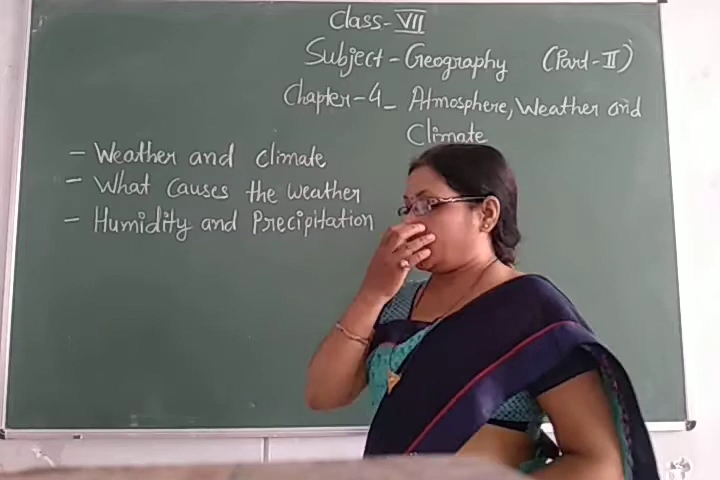 Class-VII
Subject-Geography (Part-II)
Chapter-4- Atmosphere, Weather and
Climate
- Weather and climate
- What causes the weather
- Humidity and Precipitation